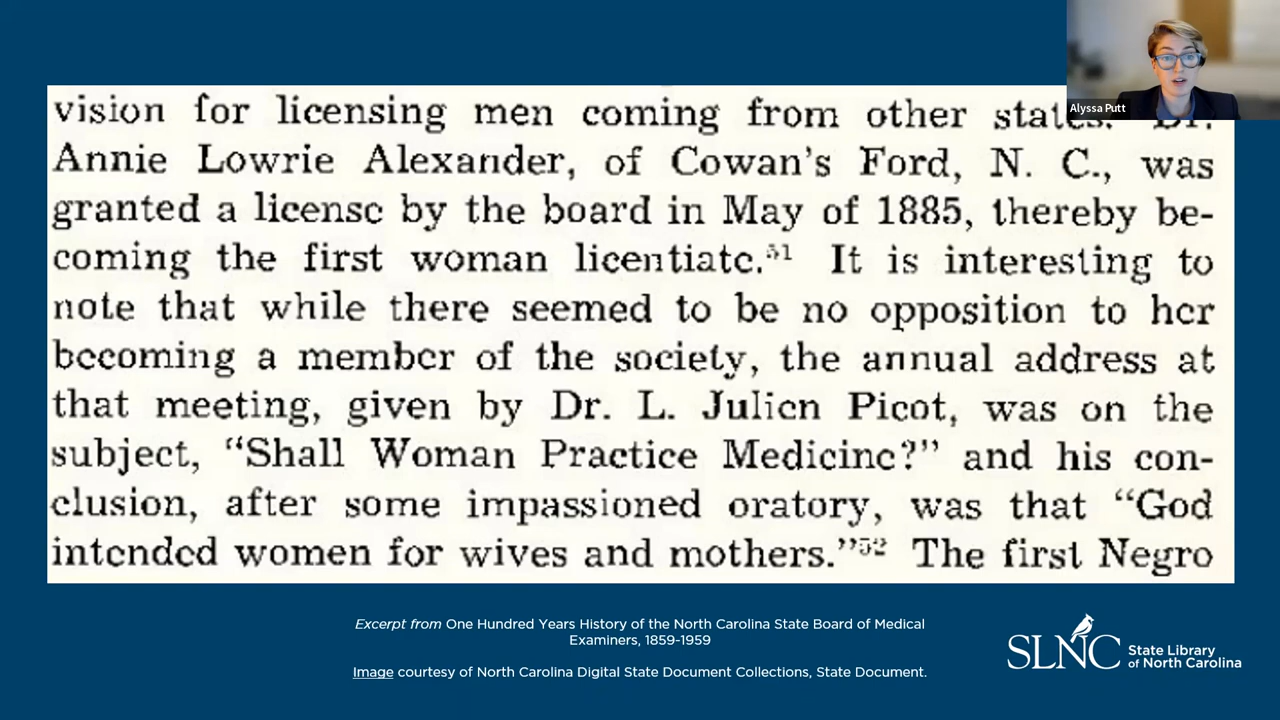 Alyssa Putt
vision for licensing men coming from other states. Dr.
Annie Lowrie Alexander, of Cowan's Ford, N. C., was
granted a license by the board in May of 1885, thereby be-
coming the first woman licentiate.⁵¹ It is interesting to
note that while there seemed to be no opposition to her
becoming a member of the society, the annual address at
that meeting, given by Dr. L. Julien Picot, was on the
subject, “Shall Woman Practice Medicine?” and his con-
clusion, after some impassioned oratory, was that “God
intended women for wives and mothers.”⁵² The first Negro
Excerpt from One Hundred Years History of the North Carolina State Board of Medical
Examiners, 1859-1959
Image courtesy of North Carolina Digital State Document Collections, State Document.
SLNC State Library
of North Carolina